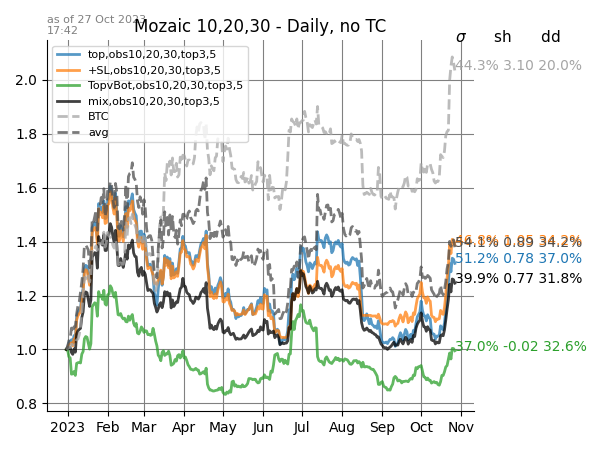 as of 27 Oct 2023
17:42
Mozaic 10,20,30 - Daily, no TC
σ sh dd
top,obs10,20,30,top3,5
+SL,obs10,20,30,top3,5
TopvBot,obs10,20,30,top3,5
mix,obs10,20,30,top3,5
BTC
avg
44.3% 3.10 20.0%
54.1% 0.89 34.2%
51.2% 0.78 37.0%
39.9% 0.77 31.8%
37.0% -0.02 32.6%
2.0
1.8
1.6
1.4
1.2
1.0
0.8
2023 Feb Mar Apr May Jun Jul Aug Sep Oct Nov